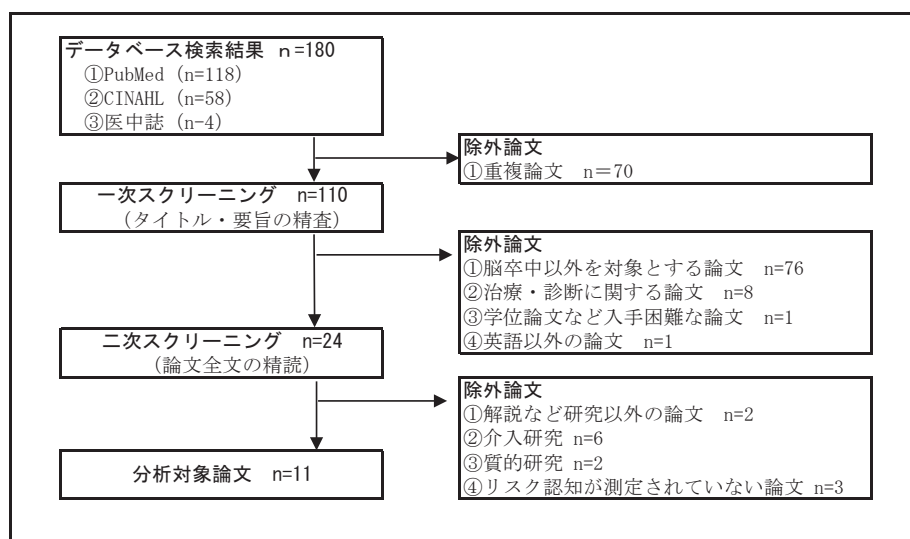 データベース検索結果 n=180
①PubMed (n=118)
②CINAHL (n=58)
③医中誌 (n-4)
除外論文
①重複論文 n=70
一次スクリーニング n=110
(タイトル・要旨の精査)
除外論文
①脳卒中以外を対象とする論文 n=76
②治療・診断に関する論文 n=8
③学位論文など入手困難な論文 n=1
④英語以外の論文 n=1
二次スクリーニング n=24
(論文全文の精読)
除外論文
①解説など研究以外の論文 n=2
②介入研究 n=6
③質的研究 n=2
④リスク認知が測定されていない論文 n=3
分析対象論文 n=11